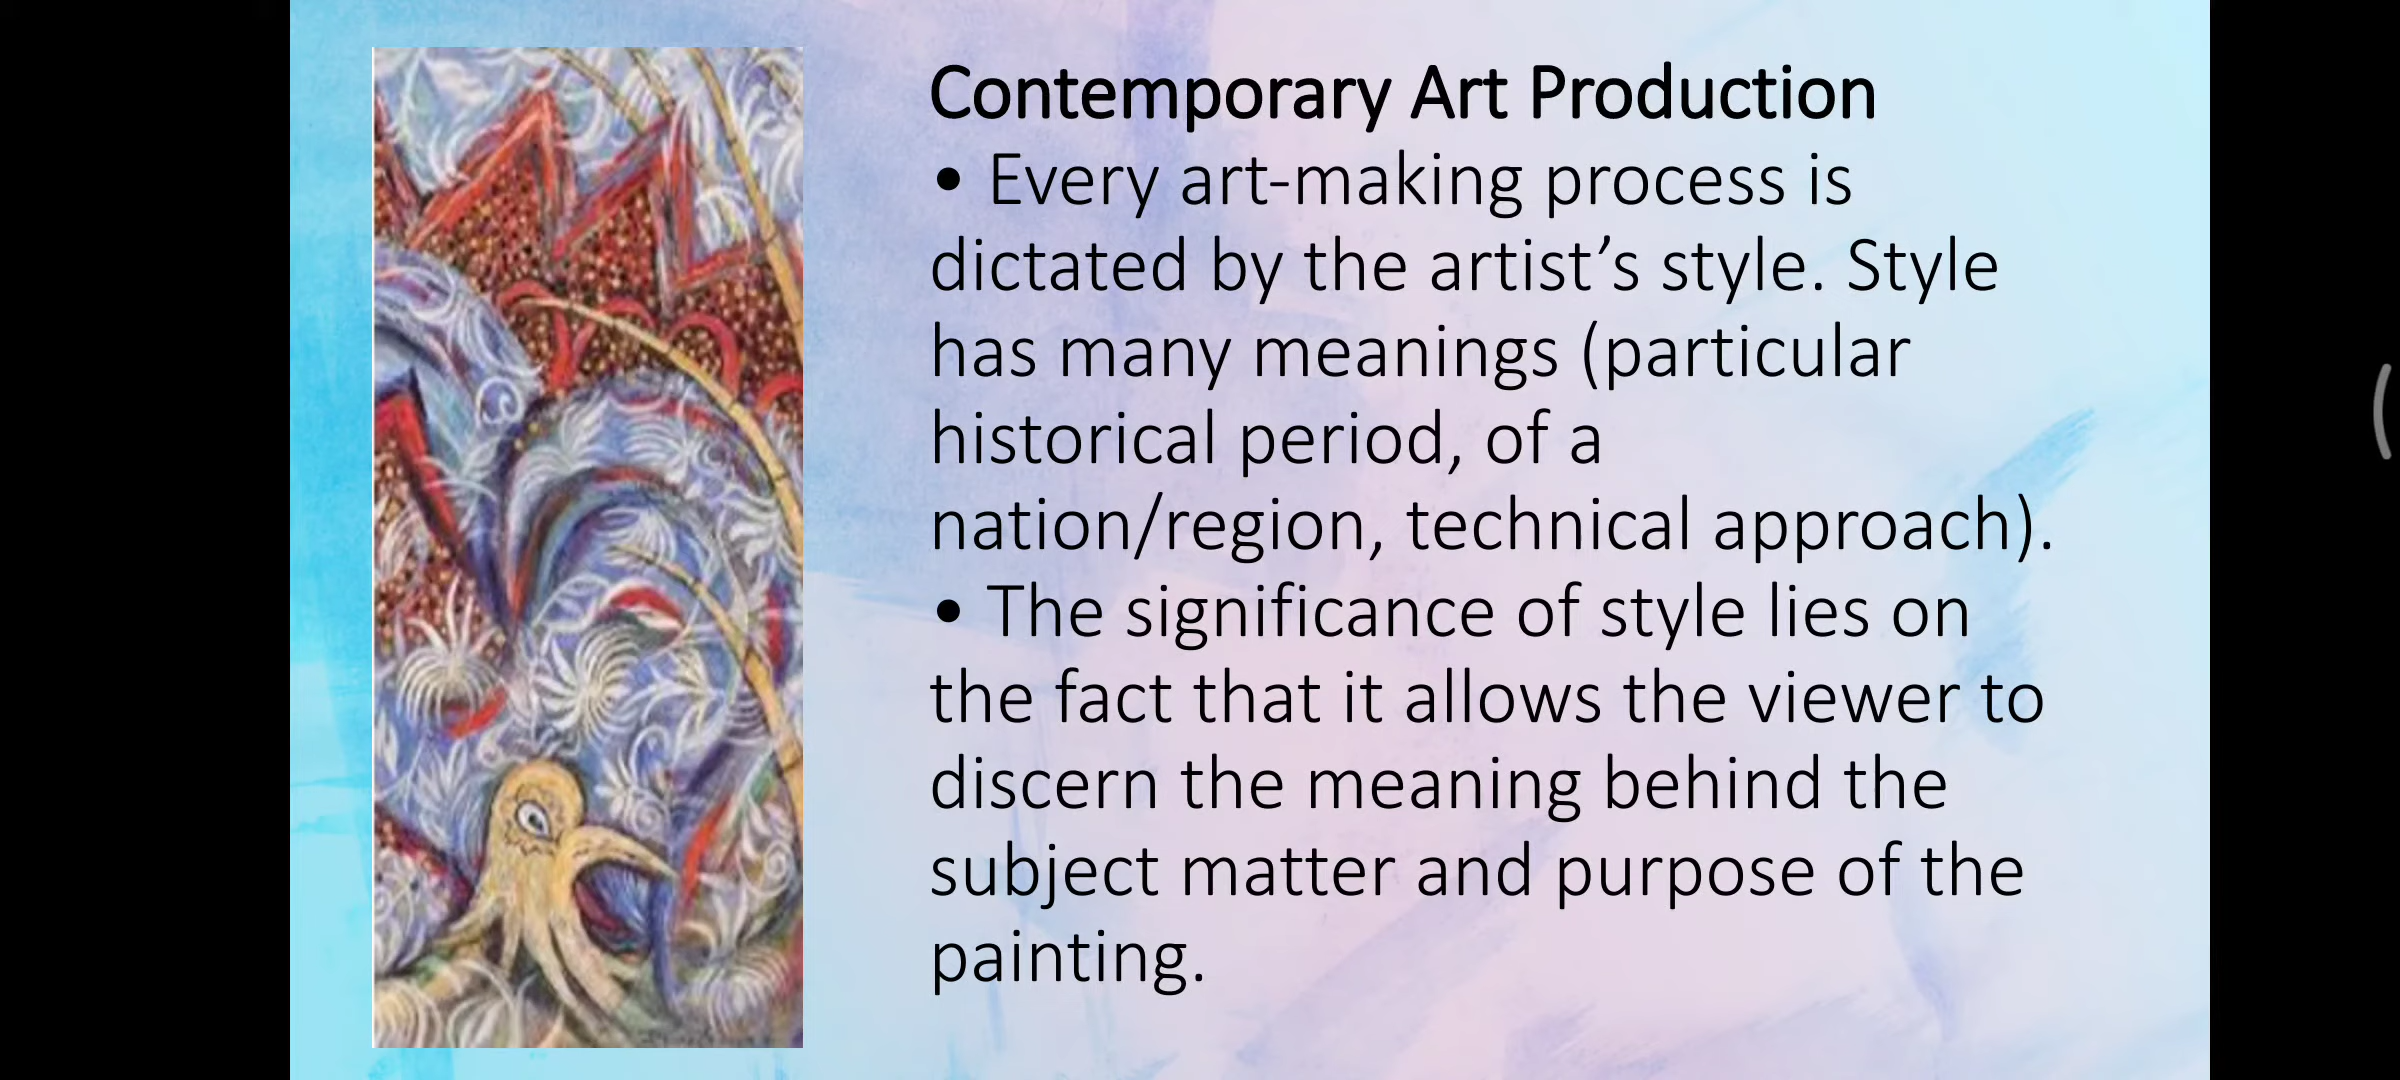 Contemporary Art Production
• Every art-making process is
dictated by the artist’s style. Style
has many meanings (particular
historical period, of a
nation/region, technical approach).
• The significance of style lies on
the fact that it allows the viewer to
discern the meaning behind the
subject matter and purpose of the
painting.